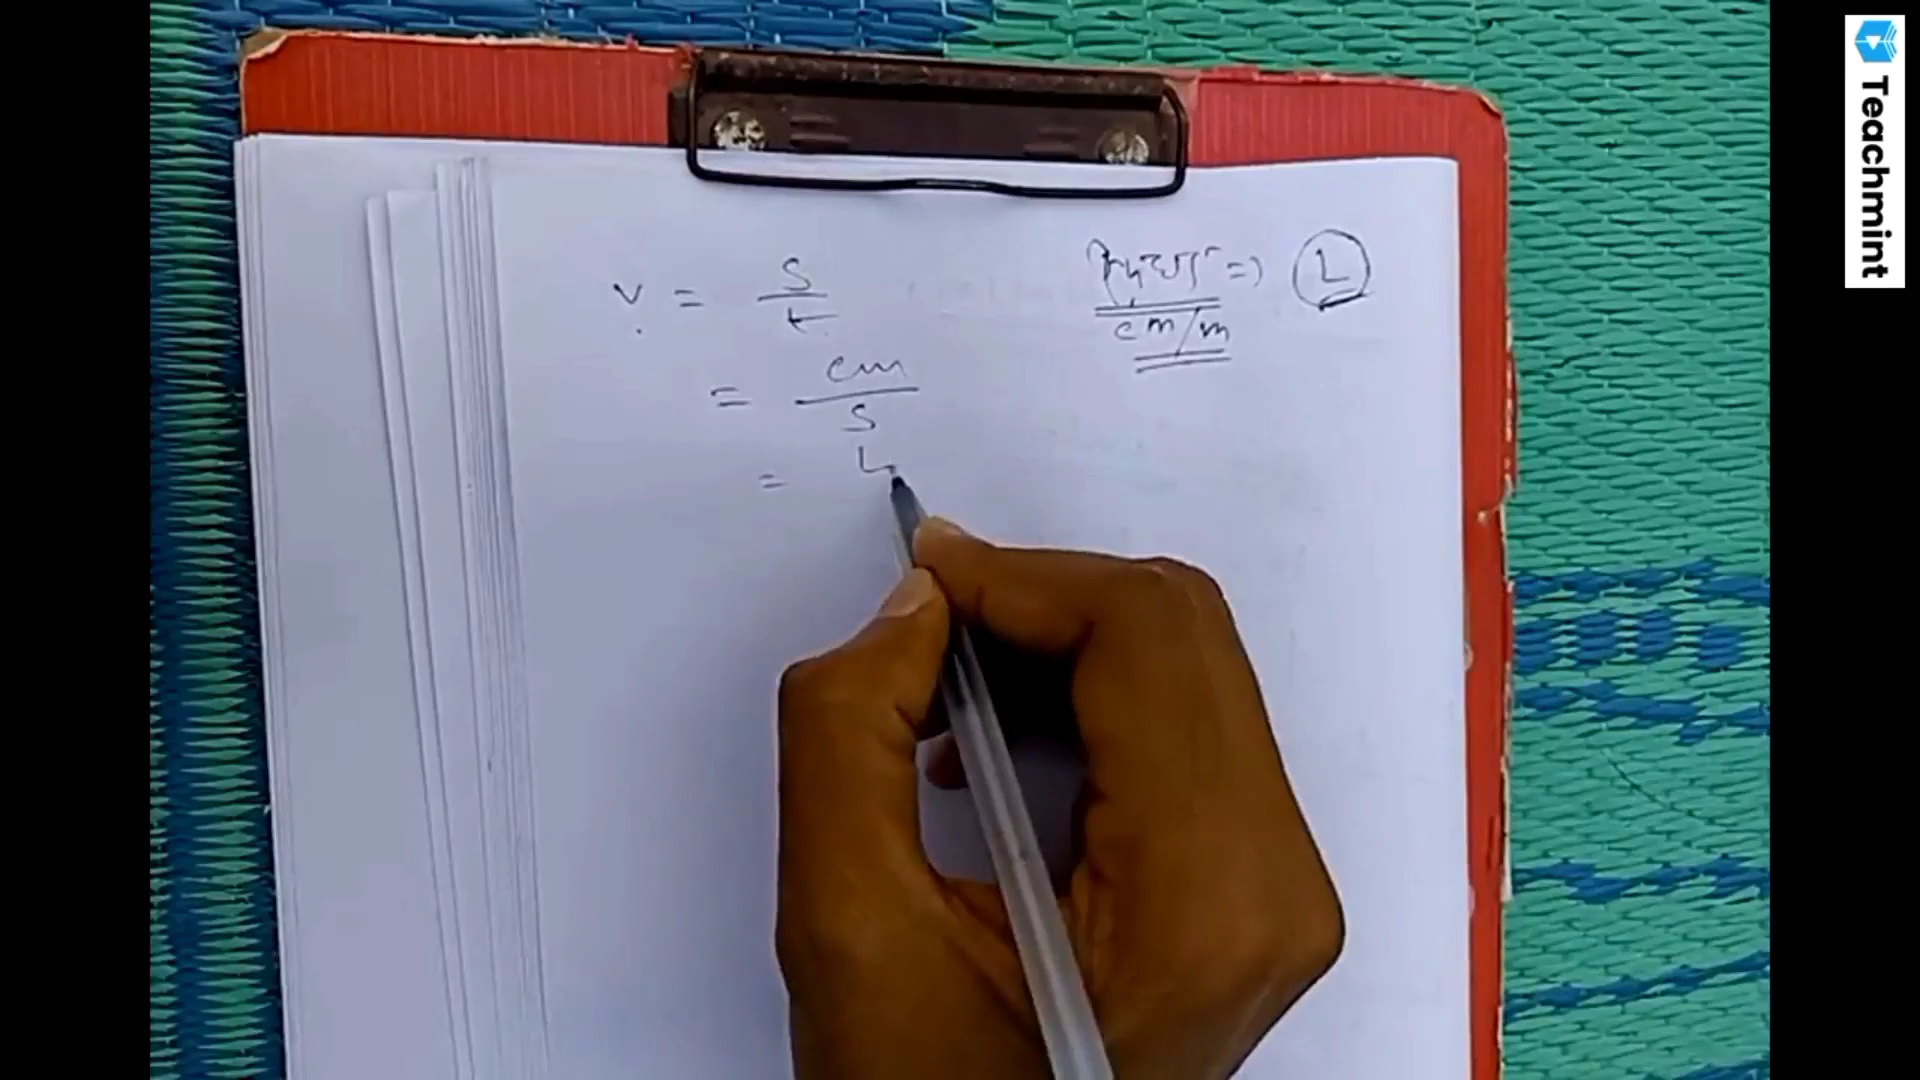 v = s/t
= cm/s
= L
=> L
cm/m
Teachmint